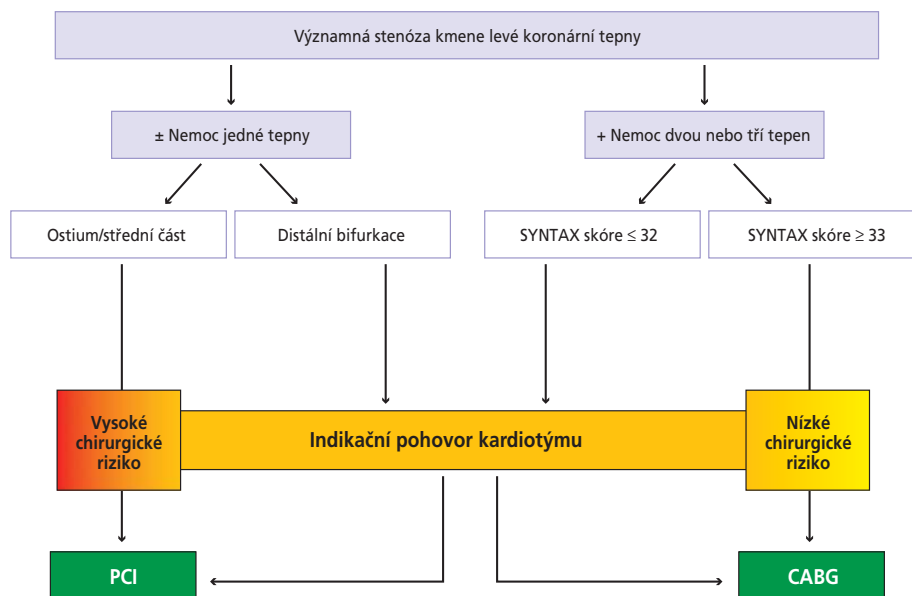 Významná stenóza kmene levé koronární tepny
± Nemoc jedné tepny
+ Nemoc dvou nebo tří tepen
Ostium/střední část
Distální bifurkace
SYNTAX skóre ≤ 32
SYNTAX skóre ≥ 33
Vysoké
chirurgické
riziko
Indikační pohovor kardiotýmu
Nízké
chirurgické
riziko
PCI
CABG